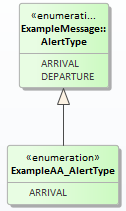 «enumerati...
ExampleMessage::
AlertType
ARRIVAL
DEPARTURE
«enumeration»
ExampleAA_AlertType
ARRIVAL